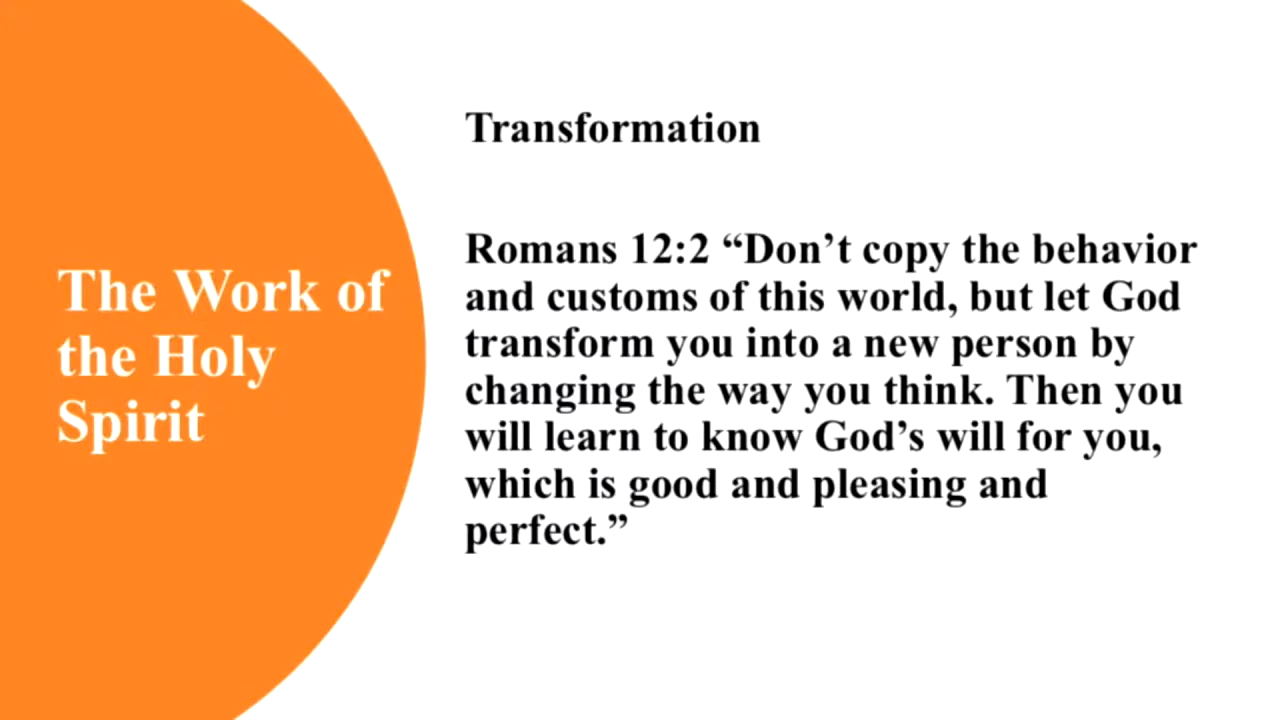 The Work of
the Holy
Spirit
Transformation
Romans 12:2 “Don’t copy the behavior
and customs of this world, but let God
transform you into a new person by
changing the way you think. Then you
will learn to know God’s will for you,
which is good and pleasing and
perfect.”